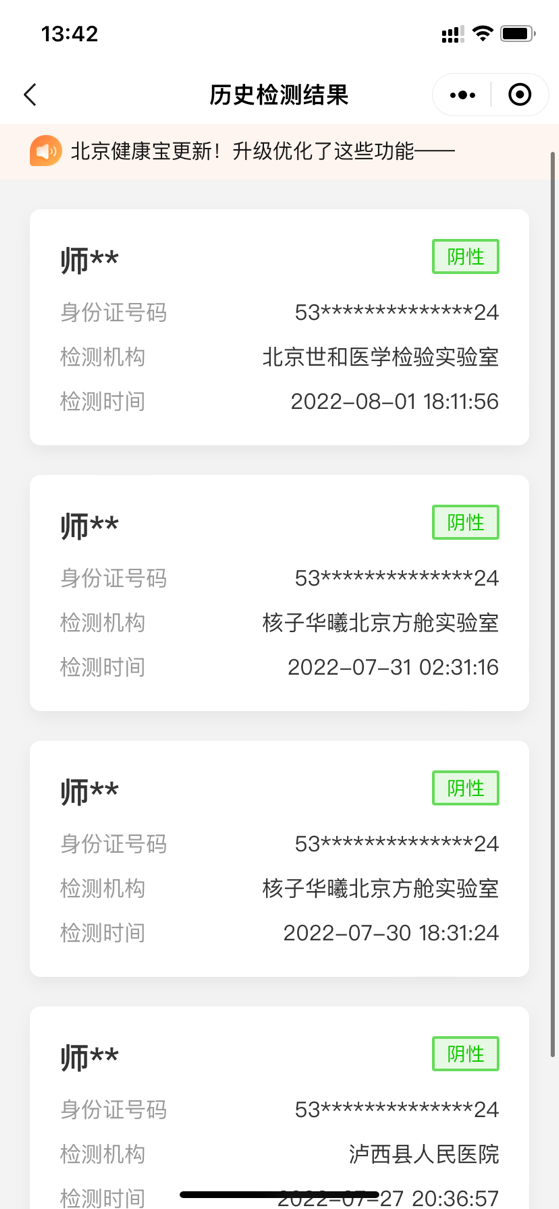 13:42
历史检测结果
北京健康宝更新！升级优化了这些功能——
师**
阴性
身份证号码 53**************24
检测机构 北京世和医学检验实验室
检测时间 2022-08-01 18:11:56
师**
阴性
身份证号码 53**************24
检测机构 核子华曦北京方舱实验室
检测时间 2022-07-31 02:31:16
师**
阴性
身份证号码 53**************24
检测机构 核子华曦北京方舱实验室
检测时间 2022-07-30 18:31:24
师**
阴性
身份证号码 53**************24
检测机构 泸西县人民医院
检测时间 2022-07-27 20:36:57